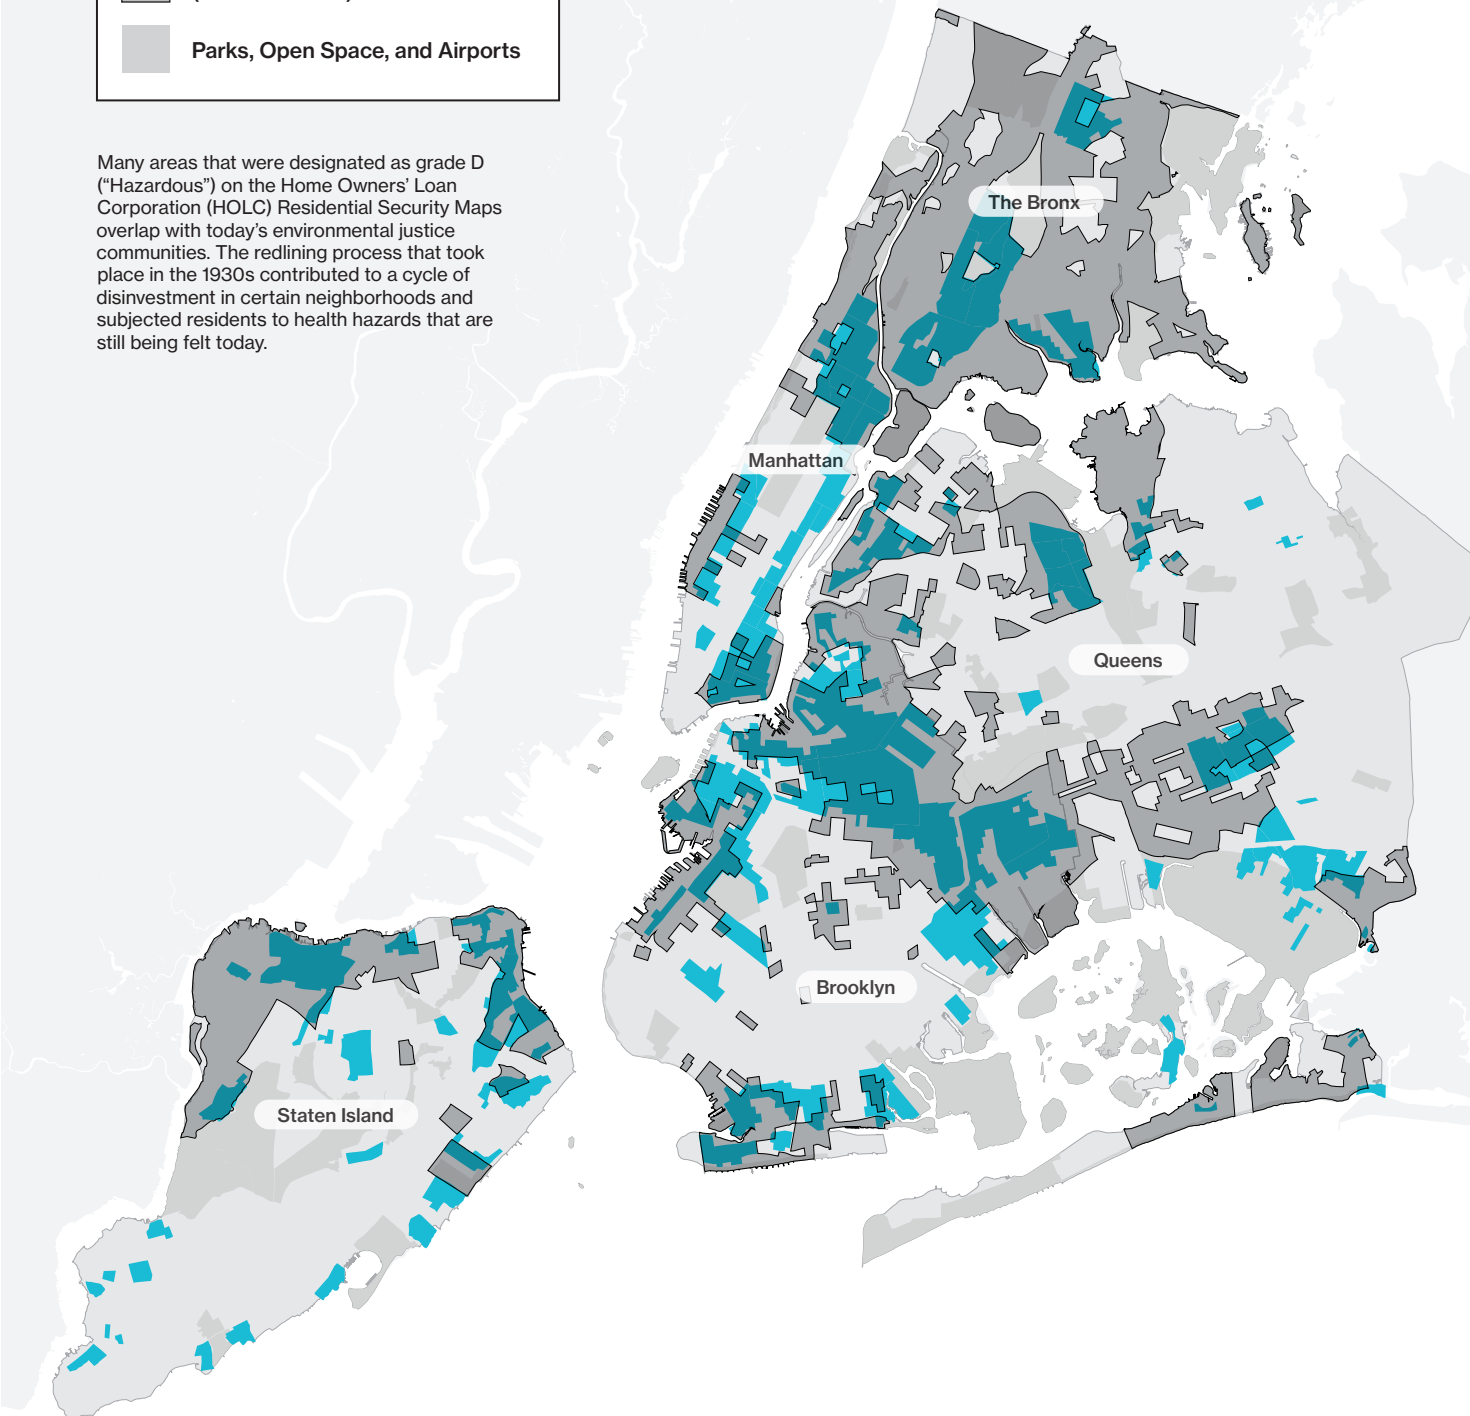 Parks, Open Space, and Airports
Many areas that were designated as grade D
(“Hazardous”) on the Home Owners’ Loan
Corporation (HOLC) Residential Security Maps
overlap with today’s environmental justice
communities. The redlining process that took
place in the 1930s contributed to a cycle of
disinvestment in certain neighborhoods and
subjected residents to health hazards that are
still being felt today.
The Bronx
Manhattan
Queens
Brooklyn
Staten Island